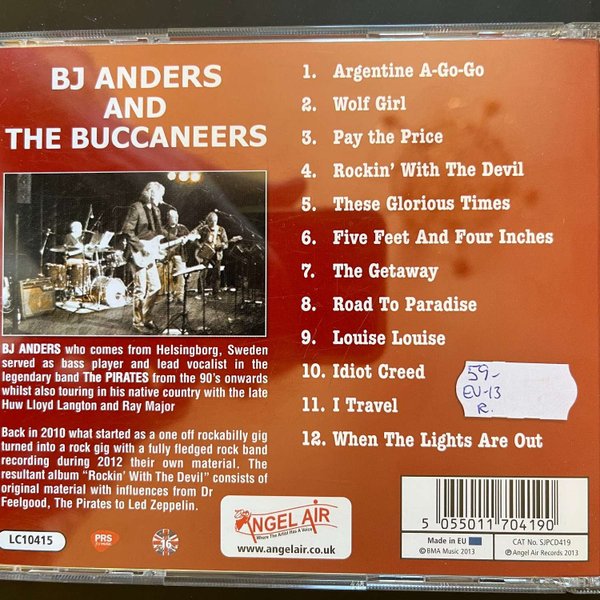 BJ ANDERS
AND
THE BUCCANEERS
1. Argentine A-Go-Go
2. Wolf Girl
3. Pay the Price
4. Rockin' With The Devil
5. These Glorious Times
6. Five Feet And Four Inches
7. The Getaway
8. Road To Paradise
9. Louise Louise
10. Idiot Creed
11. I Travel
12. When The Lights Are Out
59-
EU-13
R.
BJ ANDERS who comes from Helsingborg, Sweden
served as bass player and lead vocalist in the
legendary band The PIRATES from the 90's onwards
whilst also touring in his native country with the late
Huw Lloyd Langton and Ray Major
Back in 2010 what started as a one off rockabilly gig
turned into a rock gig with a fully fledged rock band
recording during 2012 their own material. The
resultant album "Rockin' With The Devil" consists of
original material with influences from Dr
Feelgood, The Pirates to Led Zeppelin.
LC10415
PRS
ANGEL AIR
Where The Artist Has A Voice
www.angelair.co.uk
5 055011 704190
Made in EU
CAT No. SJPCD419
© BMA Music 2013
℗ Angel Air Records 2013